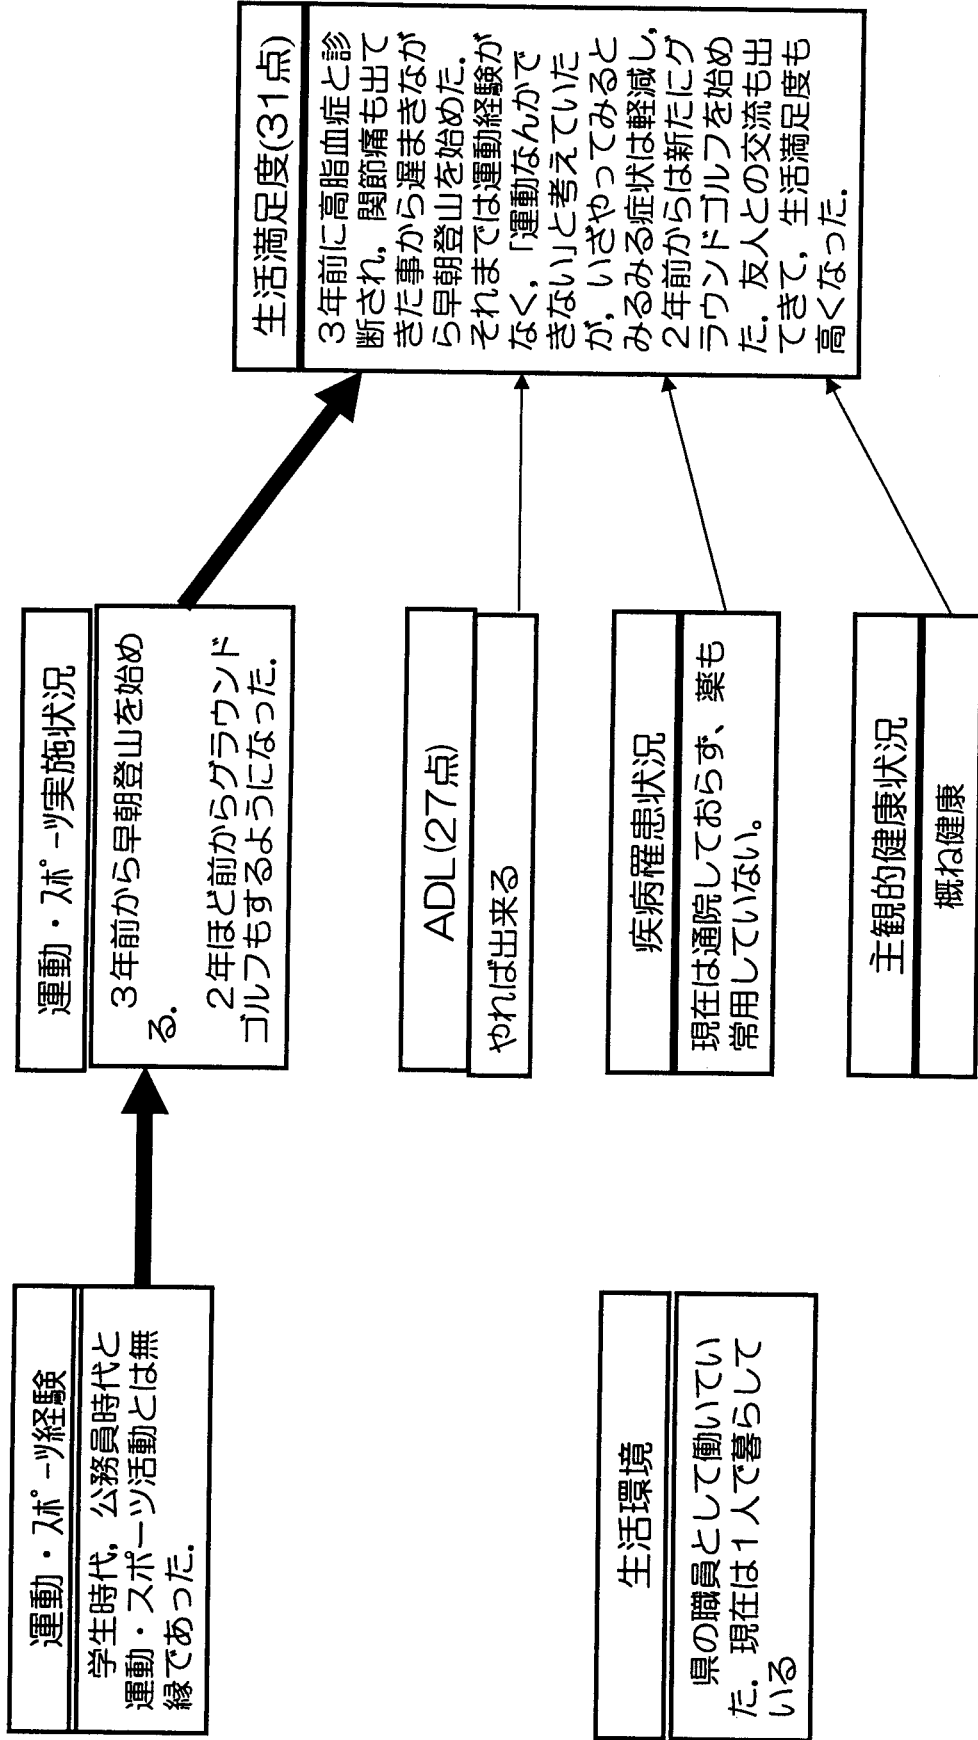 運動・スポーツ経験
学生時代，公務員時代と
運動・スポーツ活動とは無
縁であった．
生活環境
県の職員として働いてい
た．現在は１人で暮らして
いる
運動・スポーツ実施状況
３年前から早朝登山を始め
る．
２年ほど前からグラウンド
ゴルフもするようになった．
ADL(27点)
やれば出来る
疾病罹患状況
現在は通院しておらず、薬も
常用していない。
主観的健康状況
概ね健康
生活満足度(31点)
３年前に高脂血症と診
断され，関節痛も出て
きた事から遅まきなが
ら早朝登山を始めた．
それまでは運動経験が
なく，「運動なんかで
きない」と考えていた
が，いざやってみると
みるみる症状は軽減し，
２年前からは新たにグ
ラウンドゴルフを始め
た．友人との交流も出
てきて，生活満足度も
高くなった．